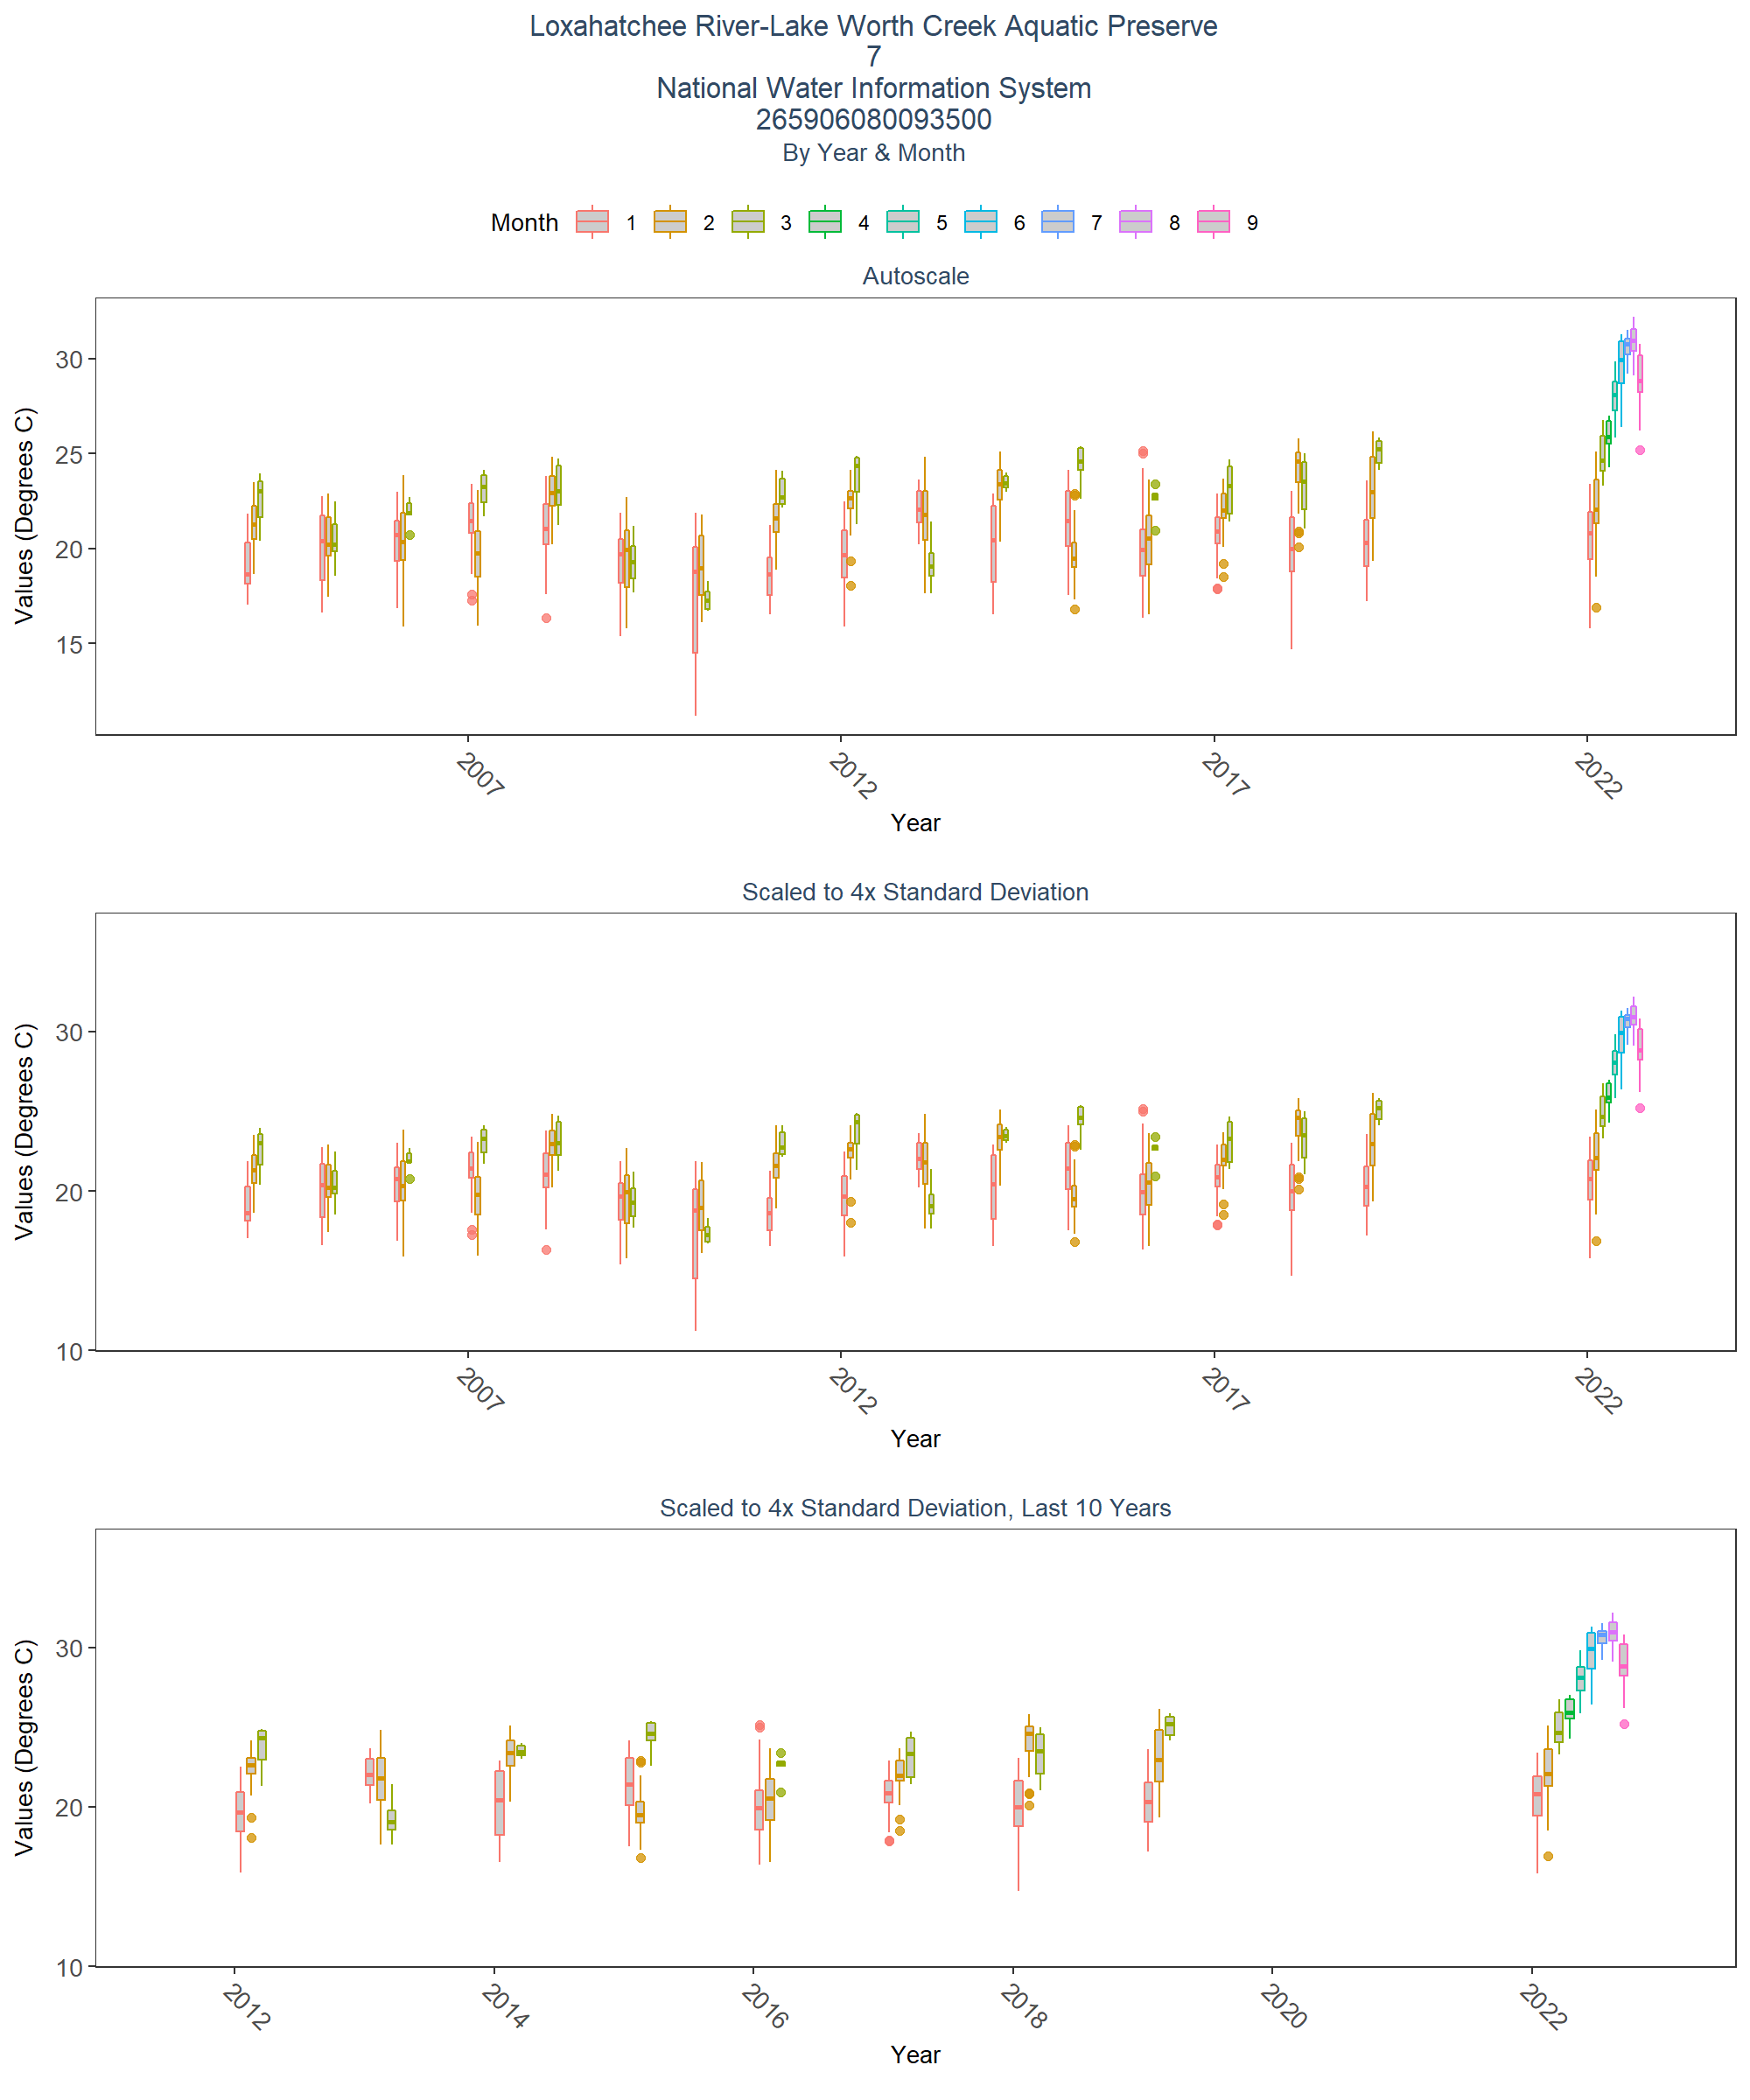 Loxahatchee River-Lake Worth Creek Aquatic Preserve
7
National Water Information System
265906080093500
By Year & Month
Month 1 2 3 4 5 6 7 8 9
Autoscale
Values (Degrees C)
30
25
20
15
2007 2012 2017 2022
Year
Scaled to 4x Standard Deviation
Values (Degrees C)
30
20
10
2007 2012 2017 2022
Year
Scaled to 4x Standard Deviation, Last 10 Years
Values (Degrees C)
30
20
10
2012 2014 2016 2018 2020 2022
Year